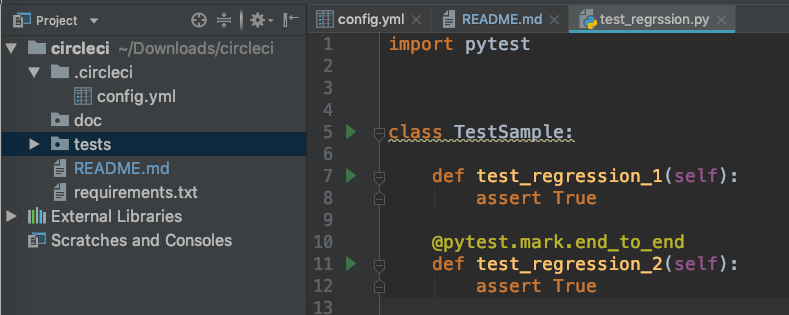 Project
circleci ~/Downloads/circleci
.circleci
config.yml
doc
tests
README.md
requirements.txt
External Libraries
Scratches and Consoles
config.yml README.md test_regrssion.py
1 import pytest
2
3
4
5 class TestSample:
6
7 def test_regression_1(self):
8 assert True
9
10 @pytest.mark.end_to_end
11 def test_regression_2(self):
12 assert True
13